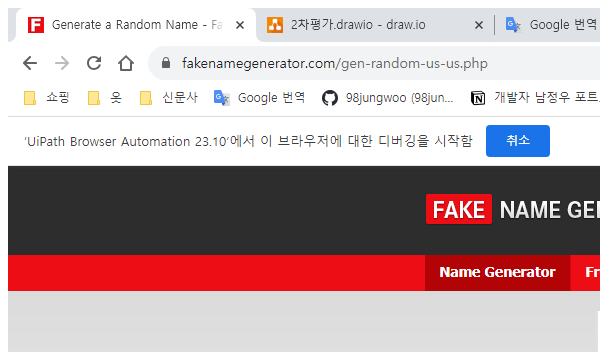 Generate a Random Name - Fa
2차평가.drawio - draw.io
Google 번역
fakenamegenerator.com/gen-random-us-us.php
쇼핑 옷 신문사 Google 번역 98jungwoo (98jun... 개발자 남정우 포트
'UiPath Browser Automation 23.10'에서 이 브라우저에 대한 디버깅을 시작함 취소
FAKE NAME GE
Name Generator Fr